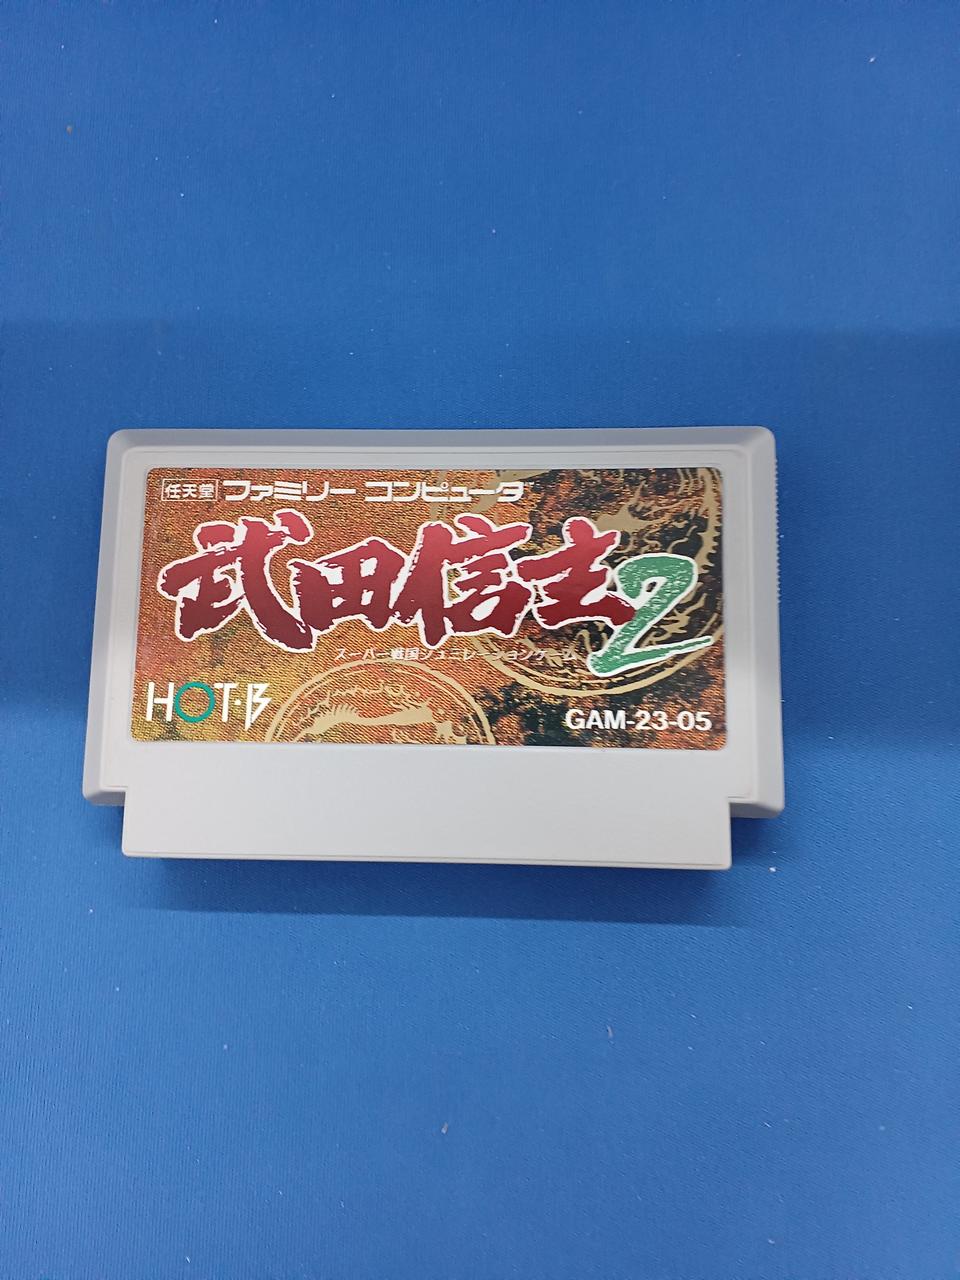 任天堂 ファミリー コンピュータ
武田信玄2
スーパー戦国シュミレーションゲーム
HOT・B
GAM-23-05